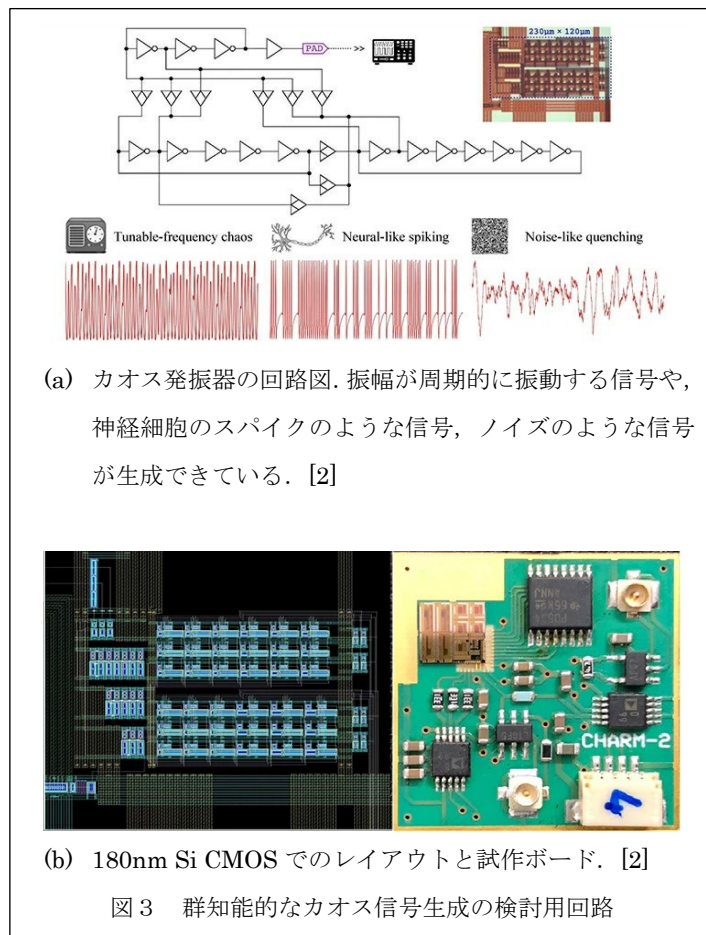 230μm × 120μm
PAD
>>
Tunable-frequency chaos
Neural-like spiking
Noise-like quenching
(a) カオス発振器の回路図. 振幅が周期的に振動する信号や,
神経細胞のスパイクのような信号，ノイズのような信号
が生成できている．[2]
CHARM-2
(b) 180nm Si CMOS でのレイアウトと試作ボード．[2]
図３ 群知能的なカオス信号生成の検討用回路